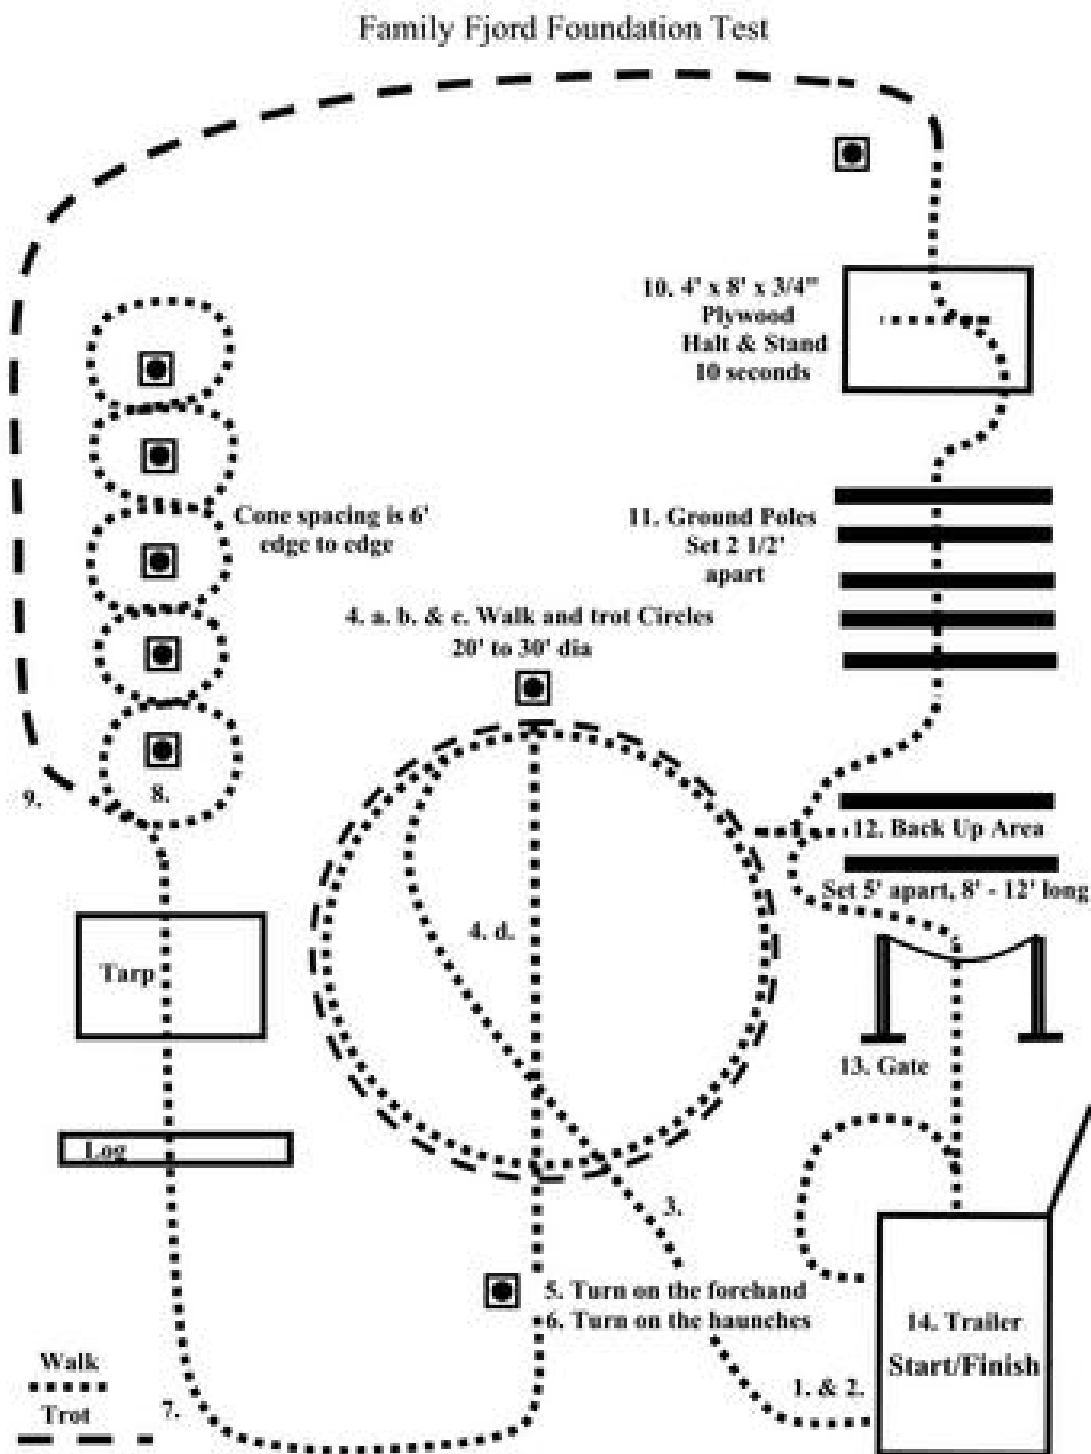 Family Fjord Foundation Test
10. 4' x 8' x 3/4"
Plywood
Halt & Stand
10 seconds
Cone spacing is 6'
edge to edge
11. Ground Poles
Set 2 1/2'
apart
4. a. b. & c. Walk and trot Circles
20' to 30' dia
9.
8.
12. Back Up Area
Set 5' apart, 8' - 12' long
4. d.
Tarp
13. Gate
Log
3.
5. Turn on the forchand
6. Turn on the haunches
14. Trailer
Start/Finish
1. & 2.
Walk
Trot
7.